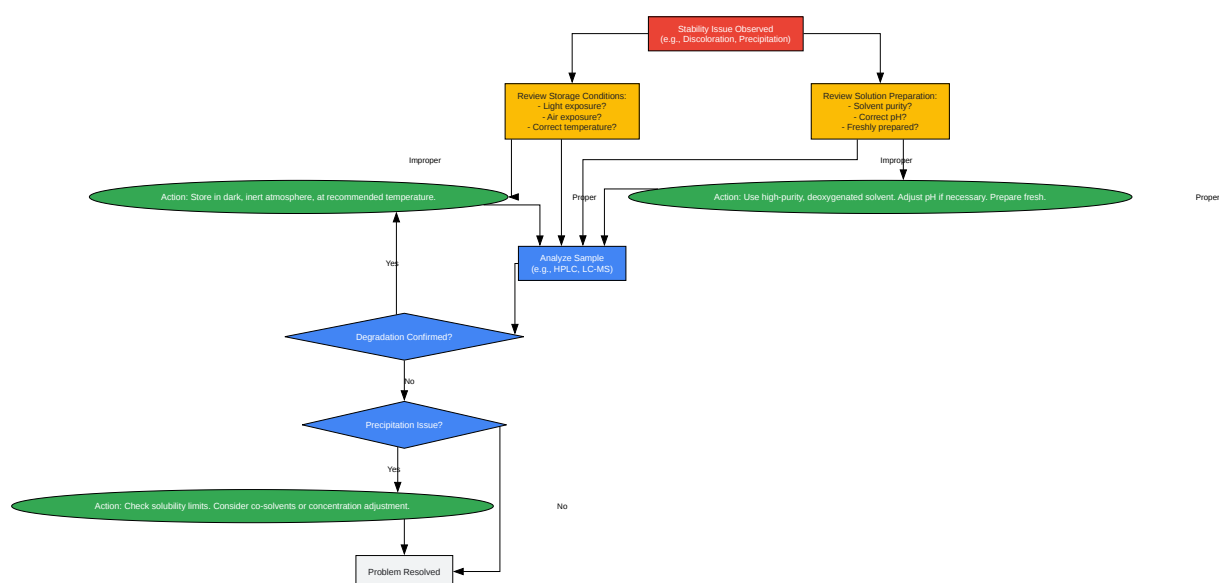 Stability Issue Observed
(e.g., Discoloration, Precipitation)
Review Storage Conditions:
- Light exposure?
- Air exposure?
- Correct temperature?
Review Solution Preparation:
- Solvent purity?
- Correct pH?
- Freshly prepared?
Improper
Improper
Action: Store in dark, inert atmosphere, at recommended temperature.
Proper
Action: Use high-purity, deoxygenated solvent. Adjust pH if necessary. Prepare fresh.
Proper
Analyze Sample
(e.g., HPLC, LC-MS)
Yes
Degradation Confirmed?
No
Precipitation Issue?
Yes
Action: Check solubility limits. Consider co-solvents or concentration adjustment.
No
Problem Resolved